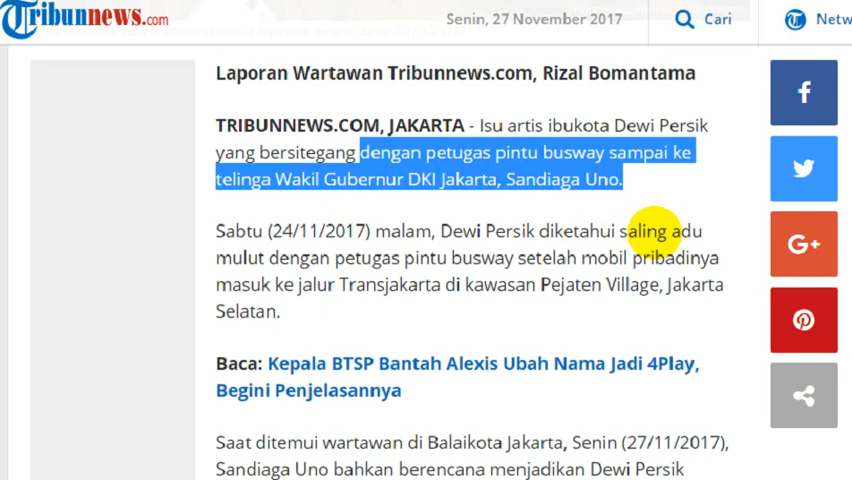 Tribunnews.com
Senin, 27 November 2017
Cari
Netw
Laporan Wartawan Tribunnews.com, Rizal Bomantama
TRIBUNNEWS.COM, JAKARTA - Isu artis ibukota Dewi Persik
yang bersitegang dengan petugas pintu busway sampai ke
telinga Wakil Gubernur DKI Jakarta, Sandiaga Uno.
Sabtu (24/11/2017) malam, Dewi Persik diketahui saling adu
mulut dengan petugas pintu busway setelah mobil pribadinya
masuk ke jalur Transjakarta di kawasan Pejaten Village, Jakarta
Selatan.
Baca: Kepala BTSP Bantah Alexis Ubah Nama Jadi 4Play,
Begini Penjelasannya
Saat ditemui wartawan di Balaikota Jakarta, Senin (27/11/2017),
Sandiaga Uno bahkan berencana menjadikan Dewi Persik